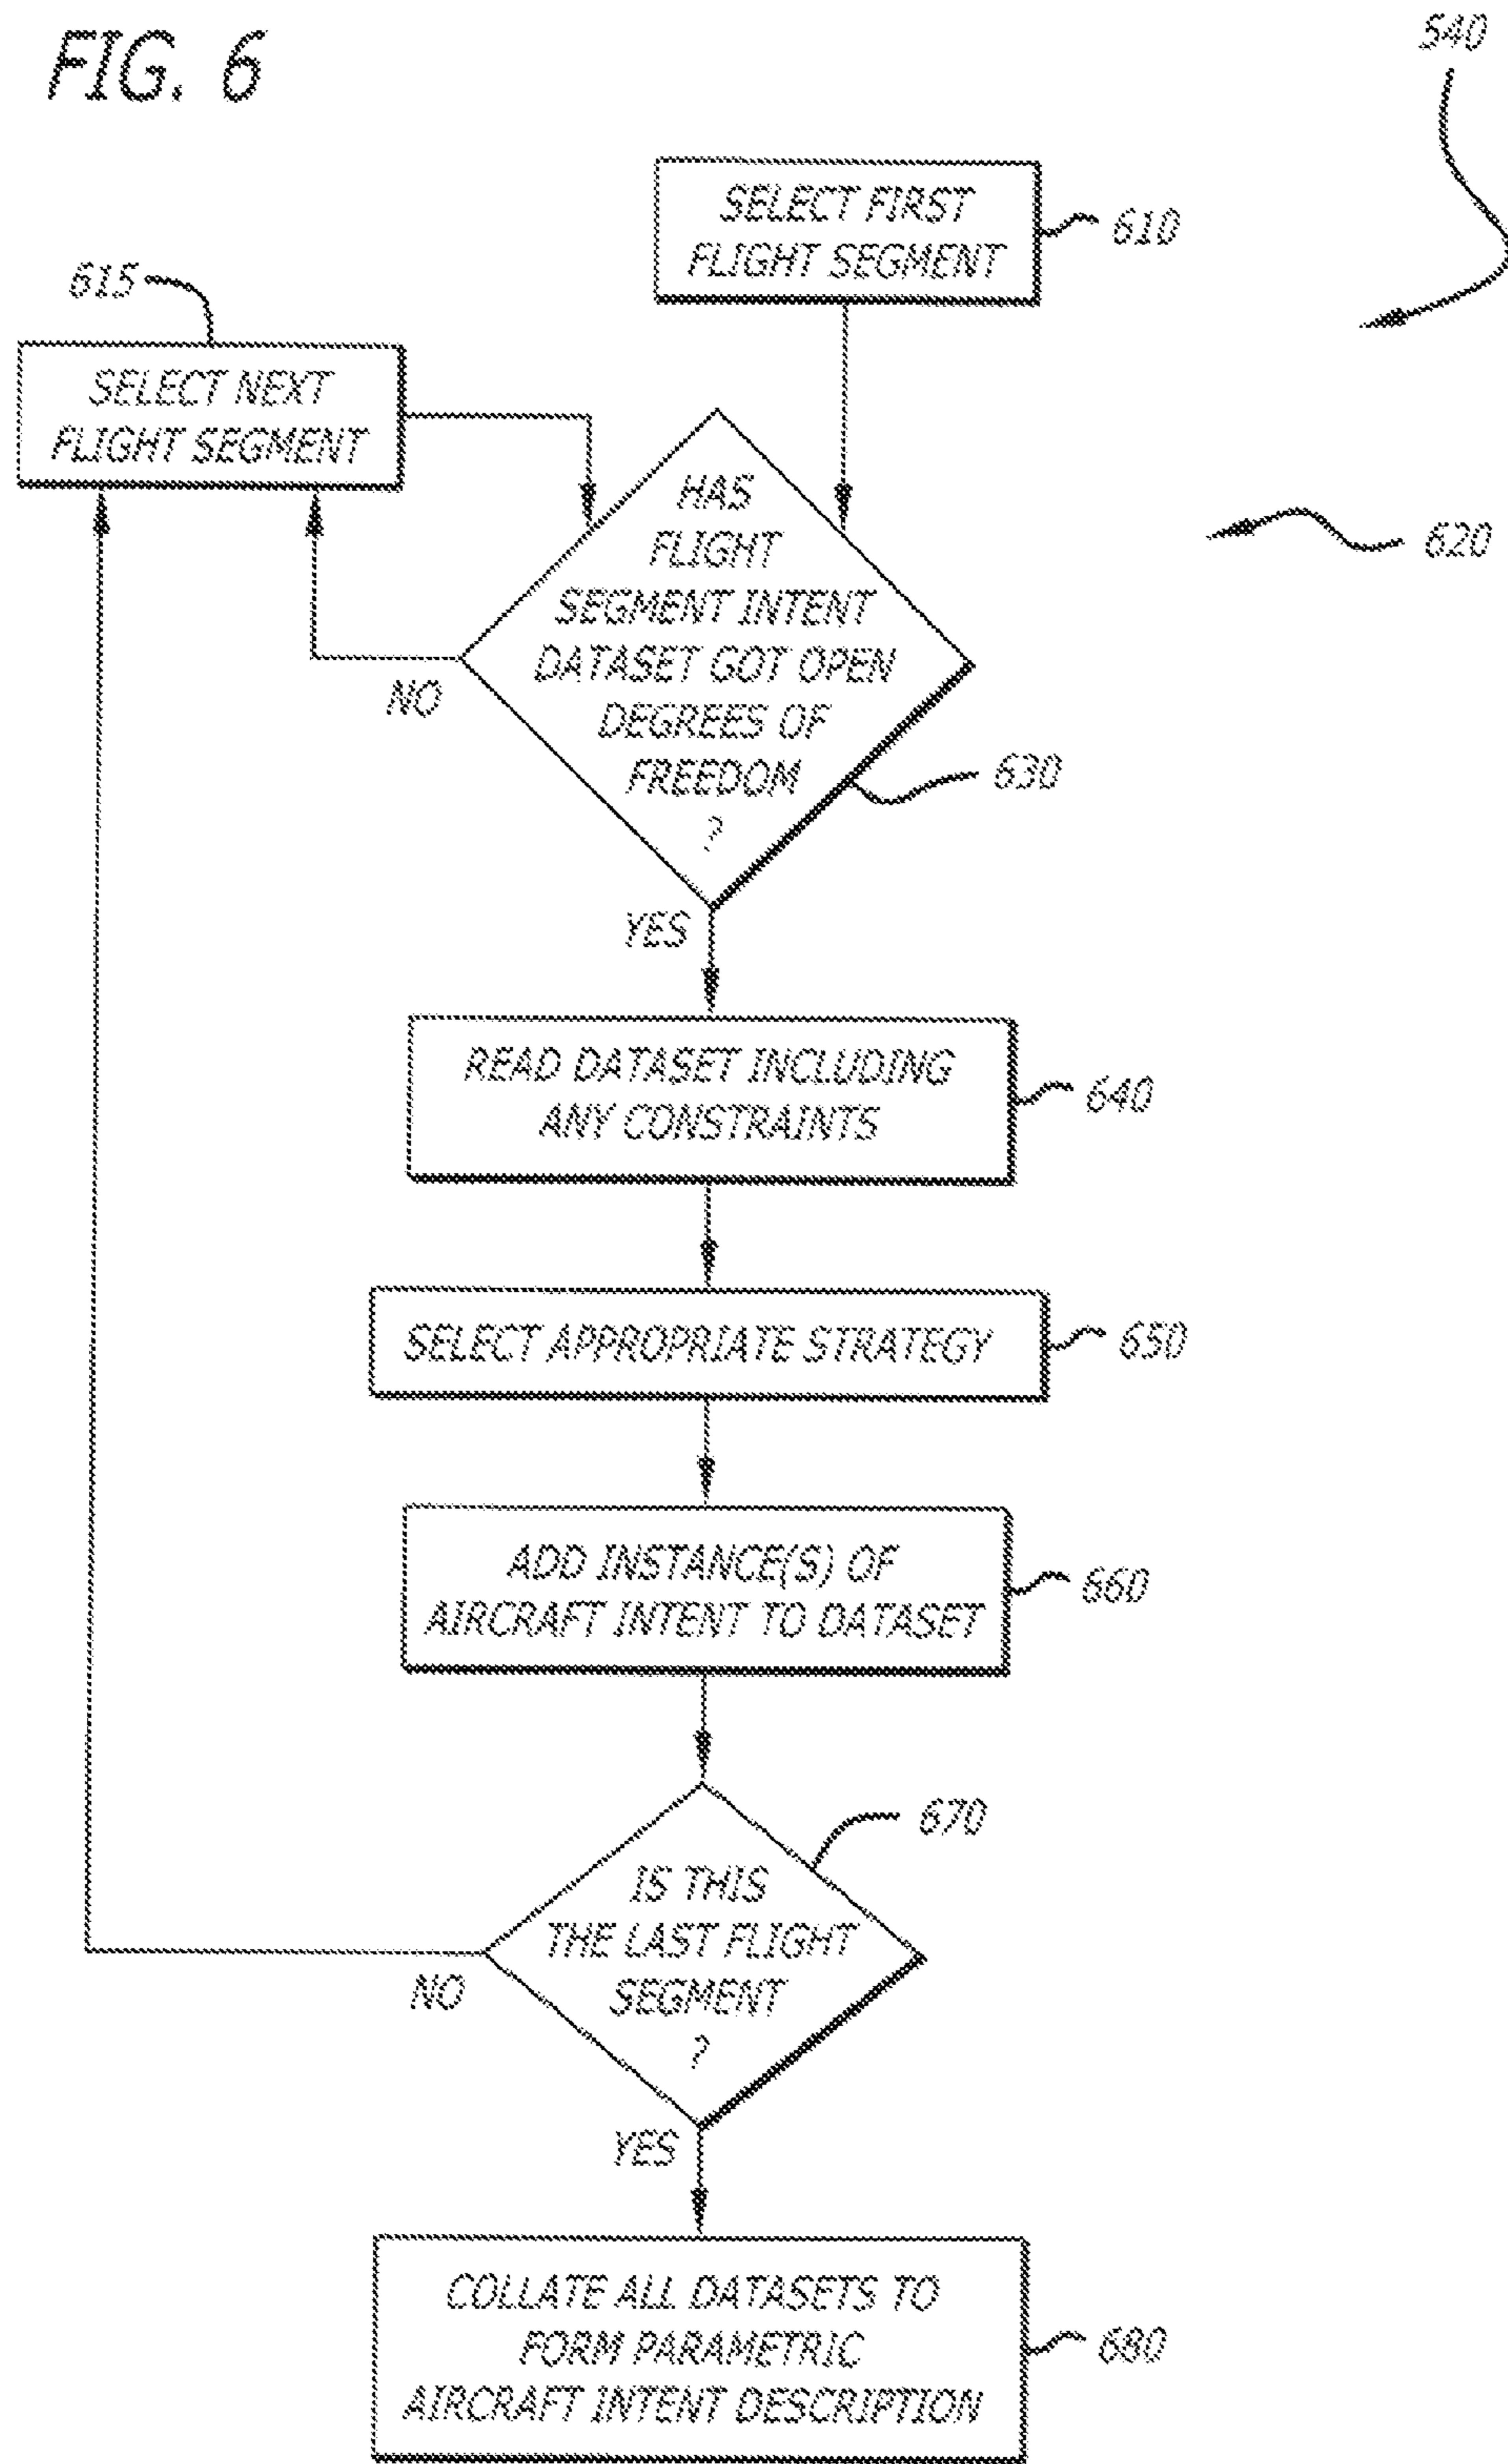 FIG. 6
540
SELECT FIRST
FLIGHT SEGMENT
610
615
SELECT NEXT
FLIGHT SEGMENT
620
HAS
FLIGHT
SEGMENT INTENT
DATASET GOT OPEN
DEGREES OF
FREEDOM
?
NO
630
YES
READ DATASET INCLUDING
ANY CONSTRAINTS
640
SELECT APPROPRIATE STRATEGY
650
ADD INSTANCE(S) OF
AIRCRAFT INTENT TO DATASET
660
670
IS THIS
THE LAST FLIGHT
SEGMENT
?
NO
YES
COLLATE ALL DATASETS TO
FORM PARAMETRIC
AIRCRAFT INTENT DESCRIPTION
680